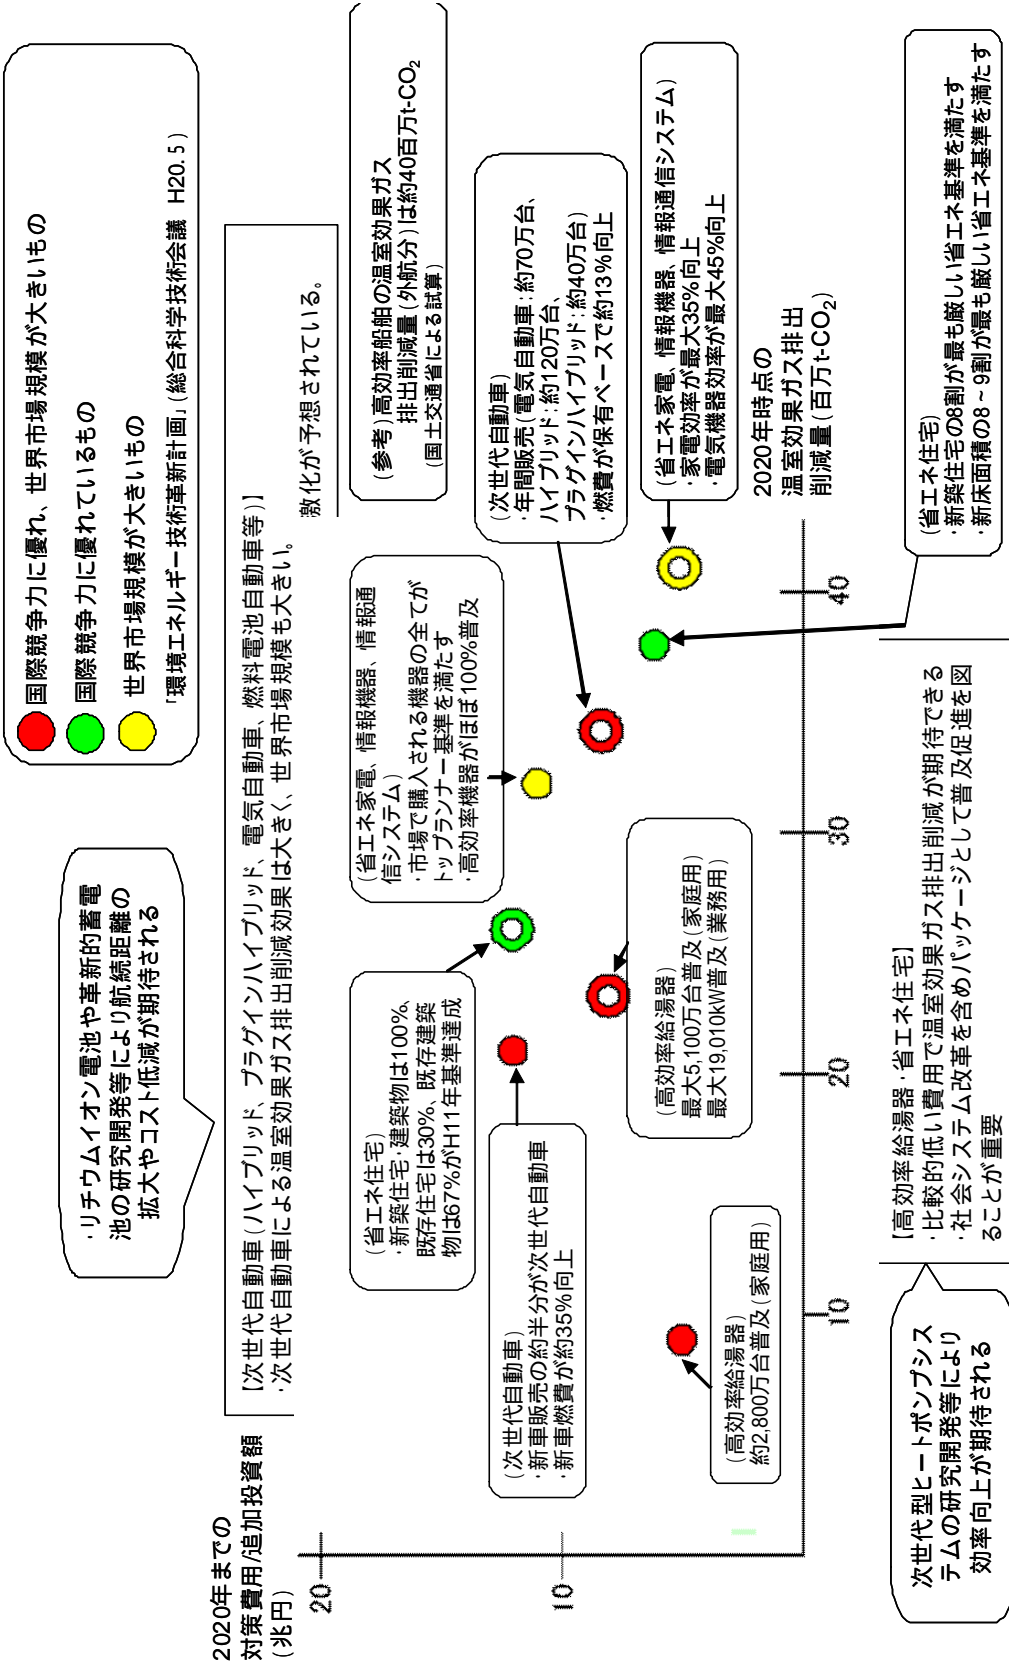 国際競争力に優れ、世界市場規模が大きいもの
国際競争力に優れているもの
世界市場規模が大きいもの
「環境エネルギー技術革新計画」(総合科学技術会議 H20.5)
・リチウムイオン電池や革新的蓄電
池の研究開発等により航続距離の
拡大やコスト低減が期待される
【次世代自動車(ハイブリッド、プラグインハイブリッド、電気自動車、燃料電池自動車等)】
・次世代自動車による温室効果ガス排出削減効果は大きく、世界市場規模も大きい。
激化が予想されている。
2020年までの
対策費用/追加投資額
(兆円)
20
10
(参考)高効率船舶の温室効果ガス
排出削減量(外航分)は約40百万t-CO2
(国土交通省による試算)
(省エネ家電、情報機器、情報通
信システム)
・市場で購入される機器の全てが
トップランナー基準を満たす
・高効率機器がほぼ100%普及
(次世代自動車)
・年間販売(電気自動車:約70万台、
ハイブリッド:約120万台、
プラグインハイブリッド:約40万台)
・燃費が保有ベースで約13%向上
(省エネ住宅)
・新築住宅・建築物は100%、
既存住宅は30%、既存建築
物は67%がH11年基準達成
(次世代自動車)
・新車販売の約半分が次世代自動車
・新車燃費が約35%向上
(省エネ家電、情報機器、情報通信システム)
・家電効率が最大35%向上
・電気機器効率が最大45%向上
(高効率給湯器)
最大5,100万台普及(家庭用)
最大19,010kW普及(業務用)
(高効率給湯器)
約2,800万台普及(家庭用)
2020年時点の
温室効果ガス排出
削減量(百万t-CO2)
10
20
30
40
(省エネ住宅)
・新築住宅の8割が最も厳しい省エネ基準を満たす
・新床面積の8~9割が最も厳しい省エネ基準を満たす
【高効率給湯器・省エネ住宅】
・比較的低い費用で温室効果ガス排出削減が期待できる
・社会システム改革を含めパッケージとして普及促進を図
ることが重要
次世代型ヒートポンプシス
テムの研究開発等により
効率向上が期待される